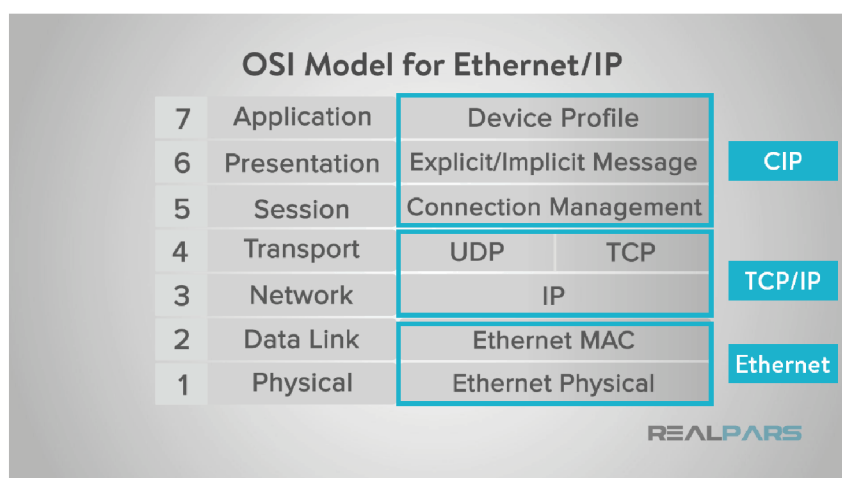 OSI Model for Ethernet/IP
7 Application Device Profile
6 Presentation Explicit/Implicit Message CIP
5 Session Connection Management
4 Transport UDP TCP
TCP/IP
3 Network IP
2 Data Link Ethernet MAC
Ethernet
1 Physical Ethernet Physical
REALPARS